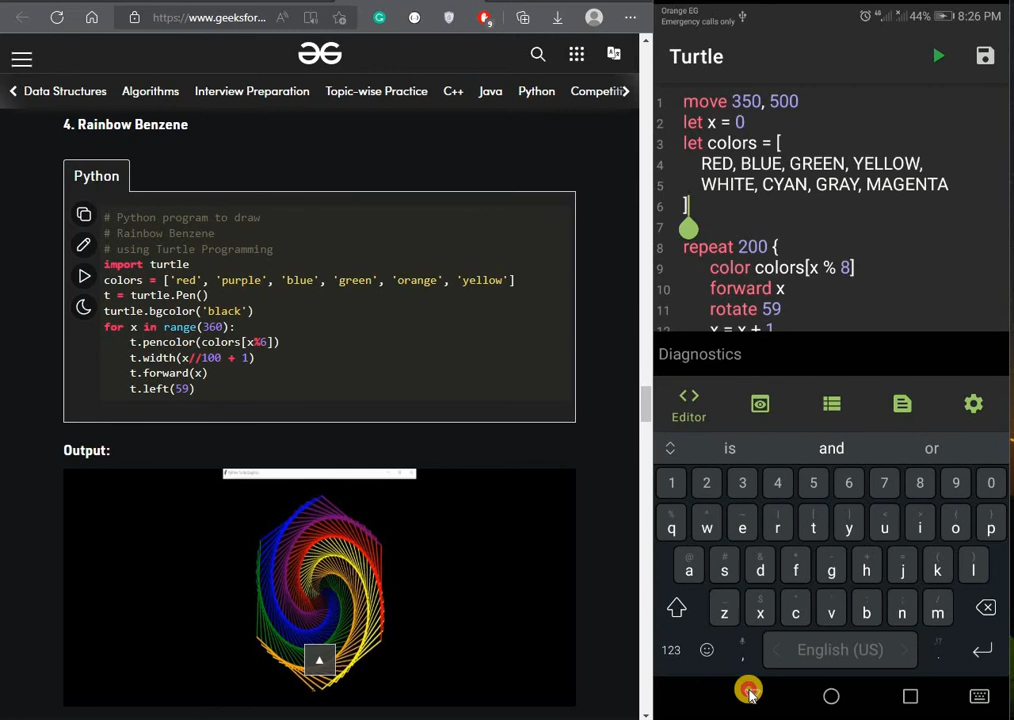 https://www.geeksfor...
Data Structures Algorithms Interview Preparation Topic-wise Practice C++ Java Python
4. Rainbow Benzene
Python
# Python program to draw
# Rainbow Benzene
# using Turtle Programming
import turtle
colors = ['red', 'purple', 'blue', 'green', 'orange', 'yellow']
t = turtle.Pen()
turtle.bgcolor('black')
for x in range(360):
t.pencolor(colors[x%6])
t.width(x//100 + 1)
t.forward(x)
t.left(59)
Output:
Orange EG
Emergency calls only
44% 8:26 PM
Turtle
1 move 350, 500
2 let x = 0
3 let colors = [
4 RED, BLUE, GREEN, YELLOW,
5 WHITE, CYAN, GRAY, MAGENTA
6 ]
7
8 repeat 200 {
9 color colors[x % 8]
10 forward x
11 rotate 59
12 x = x + 1
Diagnostics
Editor
is and or
1 2 3 4 5 6 7 8 9 0
q w e r t y u i o p
a s d f g h j k l
z x c v b n m
123 , English (US) .